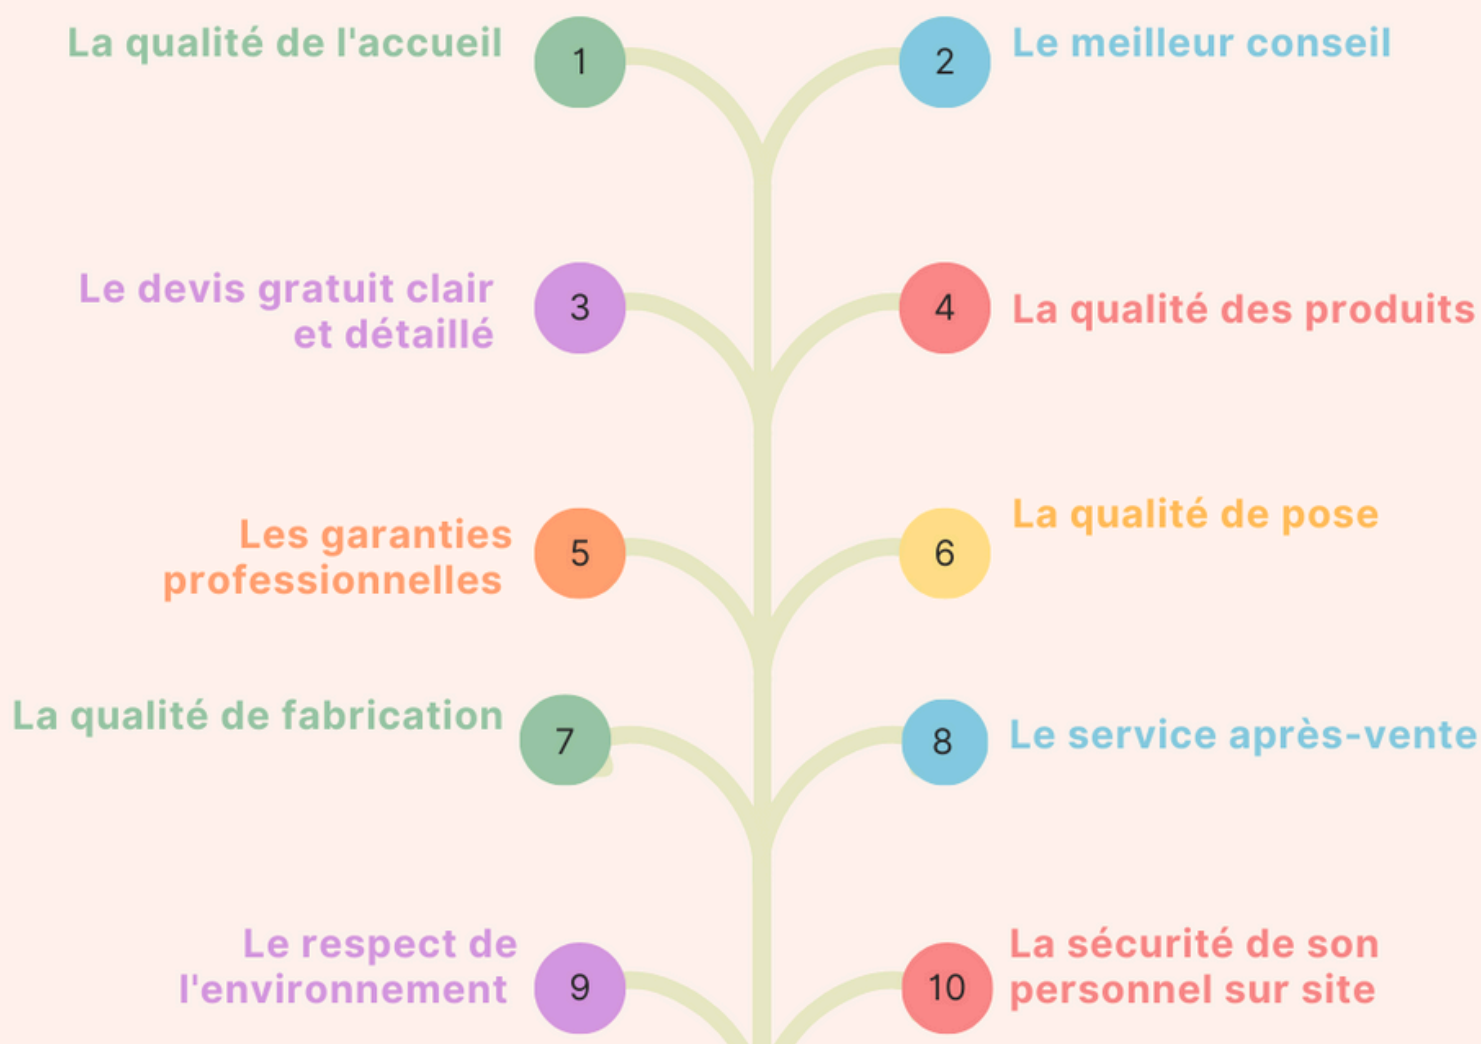 La qualité de l'accueil
1
2
Le meilleur conseil
Le devis gratuit clair
et détaillé
3
4
La qualité des produits
Les garanties
professionnelles
5
6
La qualité de pose
La qualité de fabrication
7
8
Le service après-vente
Le respect de
l'environnement
9
10
La sécurité de son
personnel sur site